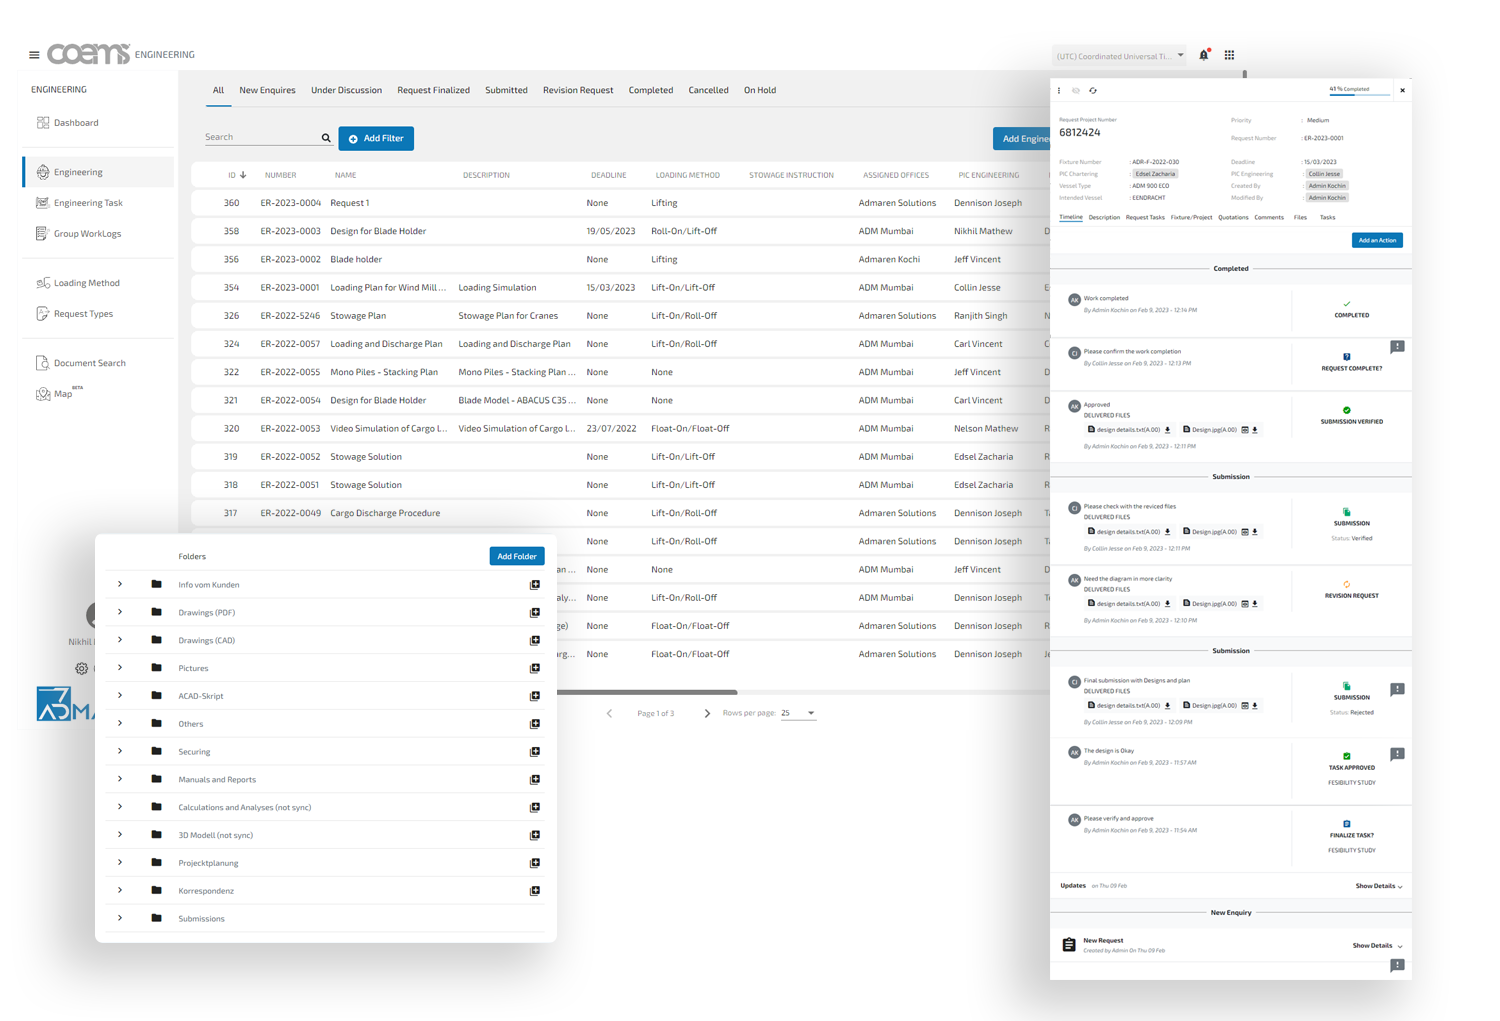 coems ENGINEERING
(UTC) Coordinated Universal Ti...
ENGINEERING
Dashboard
Engineering
Engineering Task
Group WorkLogs
Loading Method
Request Types
Document Search
Map BETA
Nikhil
All New Enquires Under Discussion Request Finalized Submitted Revision Request Completed Cancelled On Hold
Search
Add Filter
Add Engine
ID NUMBER NAME DESCRIPTION DEADLINE LOADING METHOD STOWAGE INSTRUCTION ASSIGNED OFFICES PIC ENGINEERING
360 ER-2023-0004 Request 1 None Lifting Admaren Solutions Dennison Joseph
358 ER-2023-0003 Design for Blade Holder 19/05/2023 Roll-On/Lift-Off ADM Mumbai Nikhil Mathew D
356 ER-2023-0002 Blade holder None Lifting Admaren Kochi Jeff Vincent
354 ER-2023-0001 Loading Plan for Wind Mill ... Loading Simulation 15/03/2023 Lift-On/Lift-Off ADM Mumbai Collin Jesse E
326 ER-2022-5246 Stowage Plan Stowage Plan for Cranes None Lift-On/Roll-Off Admaren Solutions Ranjith Singh N
324 ER-2022-0057 Loading and Discharge Plan Loading and Discharge Plan None Lift-On/Roll-Off ADM Mumbai Carl Vincent C
322 ER-2022-0055 Mono Piles - Stacking Plan Mono Piles - Stacking Plan ... None None ADM Mumbai Jeff Vincent D
321 ER-2022-0054 Design for Blade Holder Blade Model - ABACUS C35 ... None None ADM Mumbai Carl Vincent D
320 ER-2022-0053 Video Simulation of Cargo l... Video Simulation of Cargo L... 23/07/2022 Float-On/Float-Off ADM Mumbai Nelson Mathew R
319 ER-2022-0052 Stowage Solution None Lift-On/Lift-Off ADM Mumbai Edsel Zacharia R
318 ER-2022-0051 Stowage Solution None Lift-On/Lift-Off ADM Mumbai Edsel Zacharia R
317 ER-2022-0049 Cargo Discharge Procedure None Lift-On/Roll-Off Admaren Solutions Dennison Joseph
None Lift-On/Roll-Off Admaren Solutions Dennison Joseph
an ... None None ADM Mumbai Jeff Vincent D
aly... None Lift-On/Roll-Off ADM Mumbai Dennison Joseph
ge) None Float-On/Float-Off Admaren Solutions Dennison Joseph R
rg... None Float-On/Float-Off Admaren Solutions Dennison Joseph
Page 1 of 3 Rows per page: 25
Folders
Add Folder
Info vom Kunden
Drawings (PDF)
Drawings (CAD)
Pictures
ACAD-Skript
Others
Securing
Manuals and Reports
Calculations and Analyses (not sync)
3D Modell (not sync)
Projecktplanung
Korrespondenz
Submissions
41 % Completed
Request Project Number
6812424
Priority : Medium
Request Number : ER-2023-0001
Fixture Number : ADR-F-2022-030 Deadline : 15/03/2023
PIC Chartering : Edsel Zacharia PIC Engineering : Collin Jesse
Vessel Type : ADM 900 ECO Created By : Admin Kochin
Intended Vessel : EENDRACHT Modified By : Admin Kochin
Timeline Description Request Tasks Fixture/Project Quotations Comments Files Tasks
Add an Action
Completed
AK Work completed
By Admin Kochin on Feb 9, 2023 - 12:14 PM
COMPLETED
CJ Please confirm the work completion
By Collin Jesse on Feb 9, 2023 - 12:13 PM
REQUEST COMPLETE?
AK Approved
DELIVERED FILES
design details.txt(A.00) Design.jpg(A.00)
By Admin Kochin on Feb 9, 2023 - 12:11 PM
SUBMISSION VERIFIED
Submission
CJ Please check with the reviced files
DELIVERED FILES
design details.txt(A.00) Design.jpg(A.00)
By Collin Jesse on Feb 9, 2023 - 12:11 PM
SUBMISSION
Status: Verified
AK Need the diagram in more clarity
DELIVERED FILES
design details.txt(A.00) Design.jpg(A.00)
By Admin Kochin on Feb 9, 2023 - 12:10 PM
REVISION REQUEST
Submission
CJ Final submission with Designs and plan
DELIVERED FILES
design details.txt(A.00) Design.jpg(A.00)
By Collin Jesse on Feb 9, 2023 - 12:09 PM
SUBMISSION
Status: Rejected
AK The design is Okay
By Admin Kochin on Feb 9, 2023 - 11:57 AM
TASK APPROVED
FESIBILITY STUDY
AK Please verify and approve
By Admin Kochin on Feb 9, 2023 - 11:54 AM
FINALIZE TASK?
FESIBILITY STUDY
Updates on Thu 09 Feb Show Details
New Enquiry
New Request
Created by Admin On Thu 09 Feb
Show Details